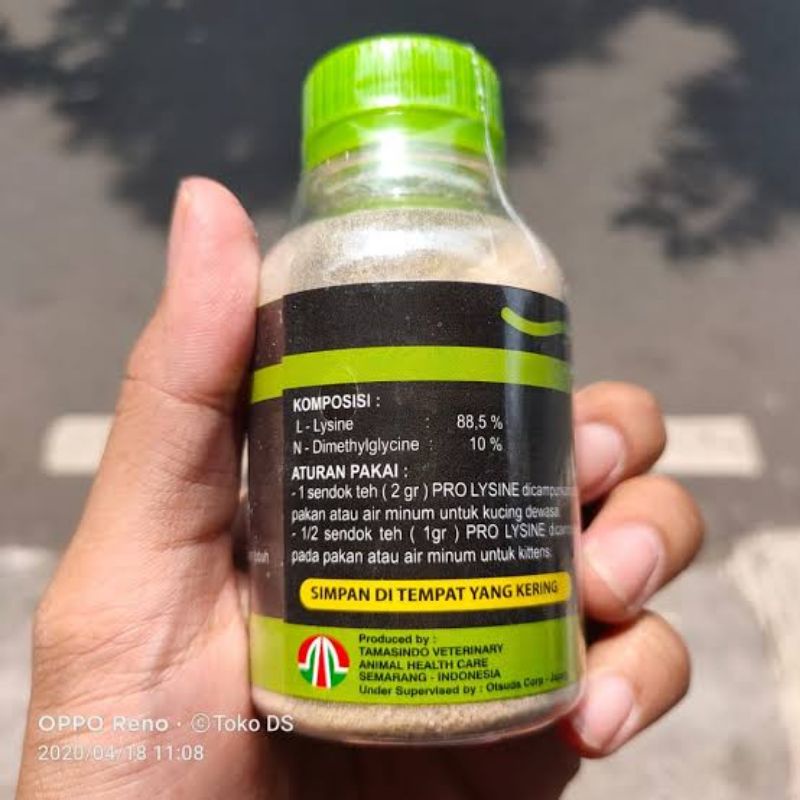 KOMPOSISI :
L - Lysine : 88,5 %
N - Dimethylglycine : 10 %
ATURAN PAKAI :
- 1 sendok teh ( 2 gr ) PRO LYSINE
pakan atau air minum untuk kucing dewasa
- 1/2 sendok teh ( 1gr ) PRO LYSINE
pada pakan atau air minum untuk kittens.
SIMPAN DI TEMPAT YANG KERING
Produced by :
TAMASINDO VETERINARY
ANIMAL HEALTH CARE
SEMARANG - INDONESIA
Under Supervised by : Otsuda Corp -
OPPO Reno · ©Toko DS
2020/04/18 11:08